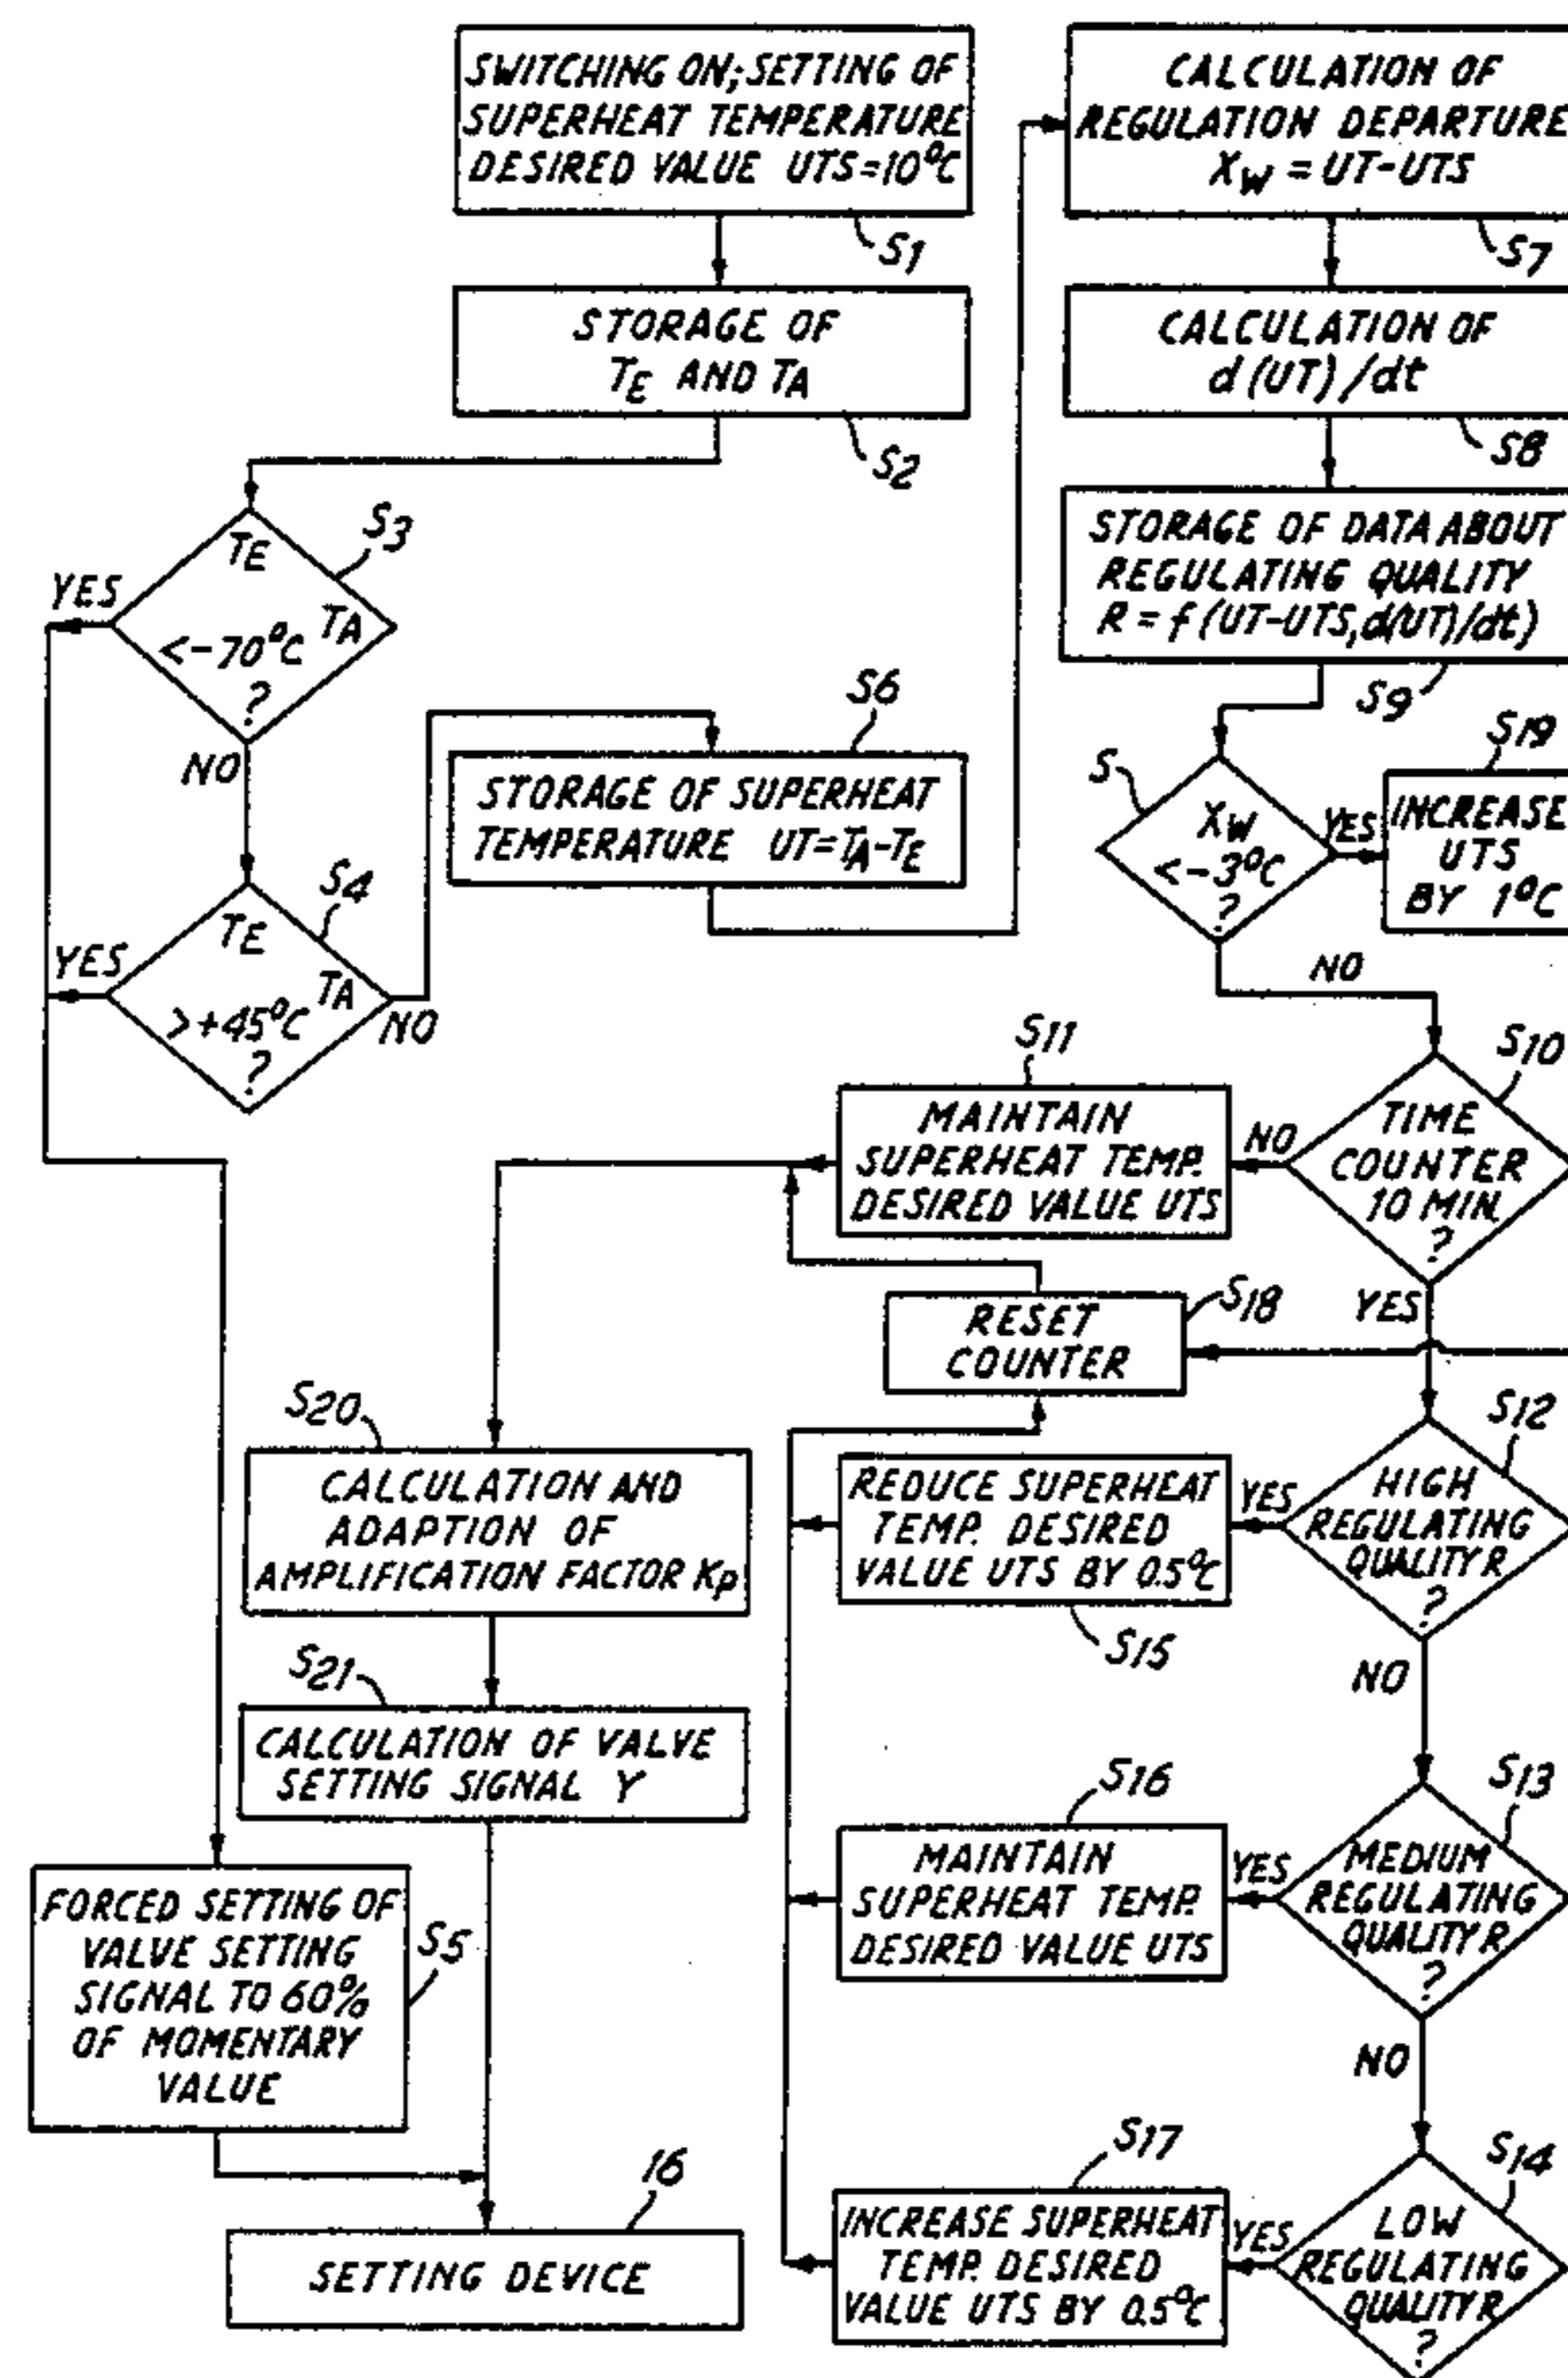 SWITCHING ON; SETTING OF
SUPERHEAT TEMPERATURE
DESIRED VALUE UTS=10°C
S1
STORAGE OF
TE AND TA
S2
TE
TA
<-70°C
?
S3
YES
NO
TE
TA
>+45°C
?
S4
YES
NO
S6
STORAGE OF SUPERHEAT
TEMPERATURE UT=TA-TE
CALCULATION OF
REGULATION DEPARTURE
XW = UT-UTS
S7
CALCULATION OF
d(UT)/dt
S8
STORAGE OF DATA ABOUT
REGULATING QUALITY
R = f(UT-UTS,d(UT)/dt)
S9
S
XW
<-3°C
?
YES
NO
S19
INCREASE
UTS
BY 1°C
S10
TIME
COUNTER
10 MIN.
?
NO
YES
S11
MAINTAIN
SUPERHEAT TEMP.
DESIRED VALUE UTS
S18
RESET
COUNTER
S12
HIGH
REGULATING
QUALITY R
?
YES
NO
REDUCE SUPERHEAT
TEMP. DESIRED
VALUE UTS BY 0.5°C
S15
S20
CALCULATION AND
ADAPTION OF
AMPLIFICATION FACTOR KP
S21
CALCULATION OF VALVE
SETTING SIGNAL Y
S13
MEDIUM
REGULATING
QUALITY R
?
YES
NO
S16
MAINTAIN
SUPERHEAT TEMP.
DESIRED VALUE UTS
FORCED SETTING OF
VALVE SETTING
SIGNAL TO 60%
OF MOMENTARY
VALUE
S5
S14
LOW
REGULATING
QUALITY R
?
YES
S17
INCREASE SUPERHEAT
TEMP. DESIRED
VALUE UTS BY 0.5°C
16
SETTING DEVICE